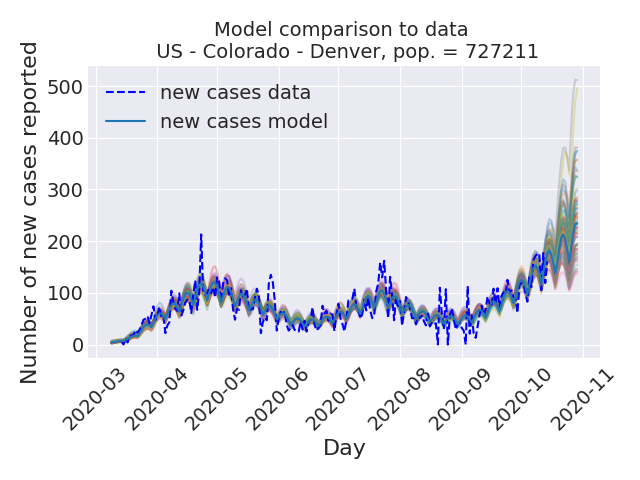 Model comparison to data
US - Colorado - Denver, pop. = 727211
Number of new cases reported
500
400
300
200
100
0
new cases data
new cases model
2020-03
2020-04
2020-05
2020-06
2020-07
2020-08
2020-09
2020-10
2020-11
Day